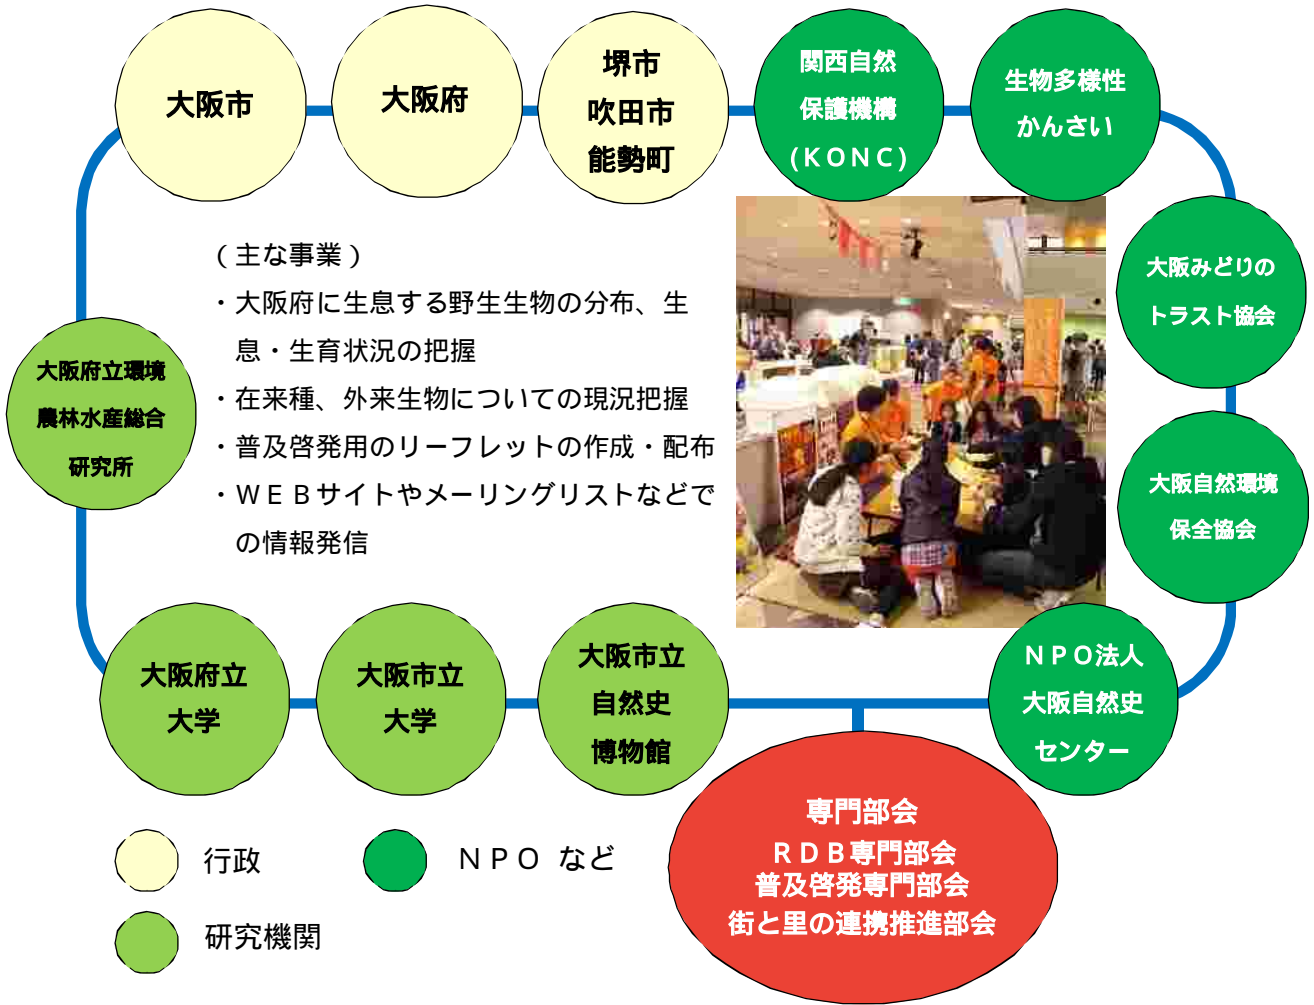 大阪市
大阪府
堺市
吹田市
能勢町
関西自然
保護機構
(ＫＯＮＣ)
生物多様性
かんさい
大阪みどりの
トラスト協会
大阪自然環境
保全協会
ＮＰＯ法人
大阪自然史
センター
（主な事業）
・大阪府に生息する野生生物の分布、生
息・生育状況の把握
・在来種、外来生物についての現況把握
・普及啓発用のリーフレットの作成・配布
・ＷＥＢサイトやメーリングリストなどで
の情報発信
大阪府立環境
農林水産総合
研究所
大阪府立
大学
大阪市立
大学
大阪市立
自然史
博物館
専門部会
ＲＤＢ専門部会
普及啓発専門部会
街と里の連携推進部会
行政
ＮＰＯ など
研究機関